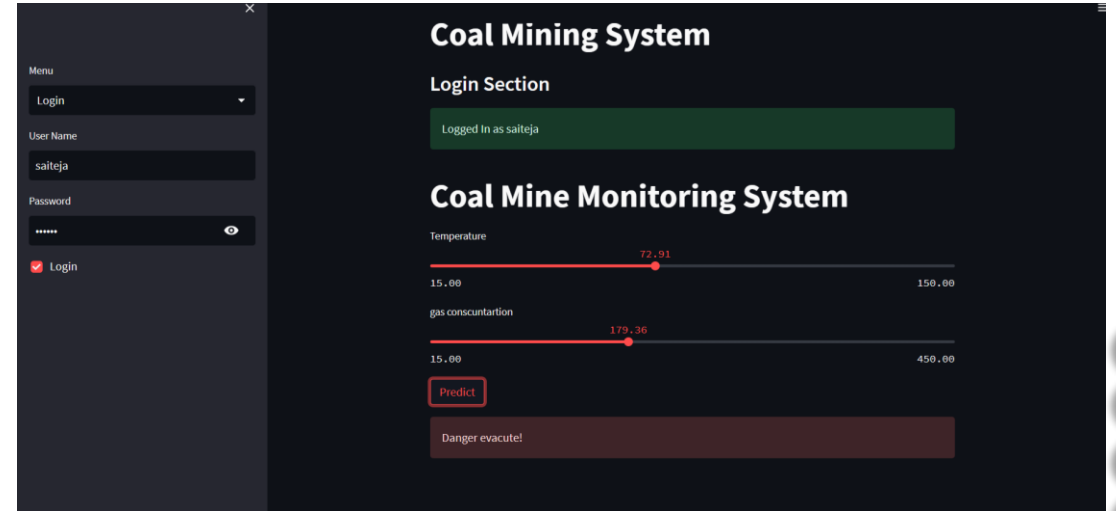 Menu
Login
User Name
saiteja
Password
••••••
Login
Coal Mining System
Login Section
Logged In as saiteja
Coal Mine Monitoring System
Temperature
72.91
15.00 150.00
gas conscuntartion
179.36
15.00 450.00
Predict
Danger evacute!